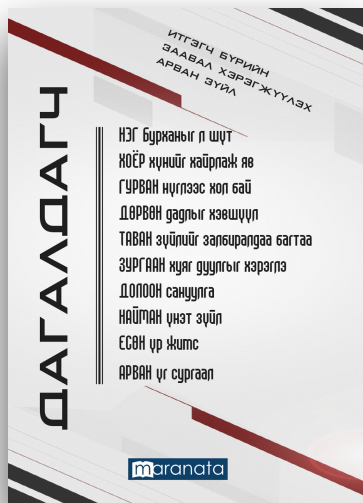 ИТГЭГЧ БҮРИЙН
ЗААВАЛ ХЭРЭГЖҮҮЛЭХ
АРВАН ЗҮЙЛ
ДАГАЛДАГЧ
НЭГ бурханыг л шүт
ХОЁР хүнийг хайрлаж яв
ГУРВАН нүглээс хол бай
ДӨРВӨН дадлыг хэвшүүл
ТАВАН зүйлийг залбиралдаа багтаа
ЗУРГААН хуяг дуулгыг хэрэглэ
ДОЛООН сануулга
НАЙМАН үнэт зүйл
ЕСӨН үр жимс
АРВАН үг сургаал
maranata